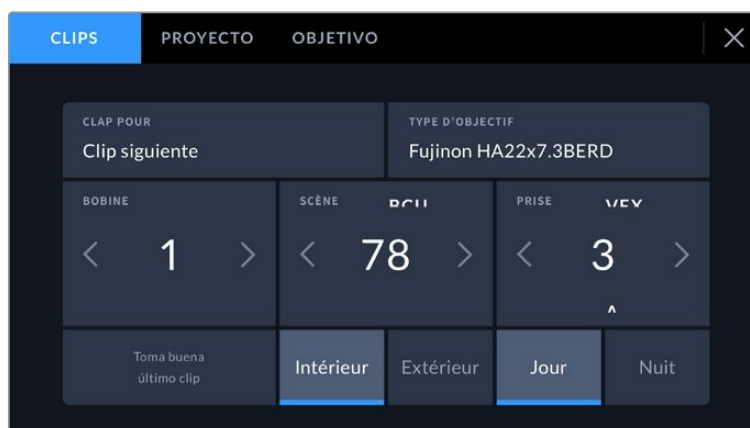 CLIPS PROYECTO OBJETIVO
CLAP POUR TYPE D'OBJECTIF
Clip siguiente Fujinon HA22x7.3BERD
BOBINE SCÈNE PRISE
1 78 3
Toma buena
último clip
Intérieur Extérieur Jour Nuit